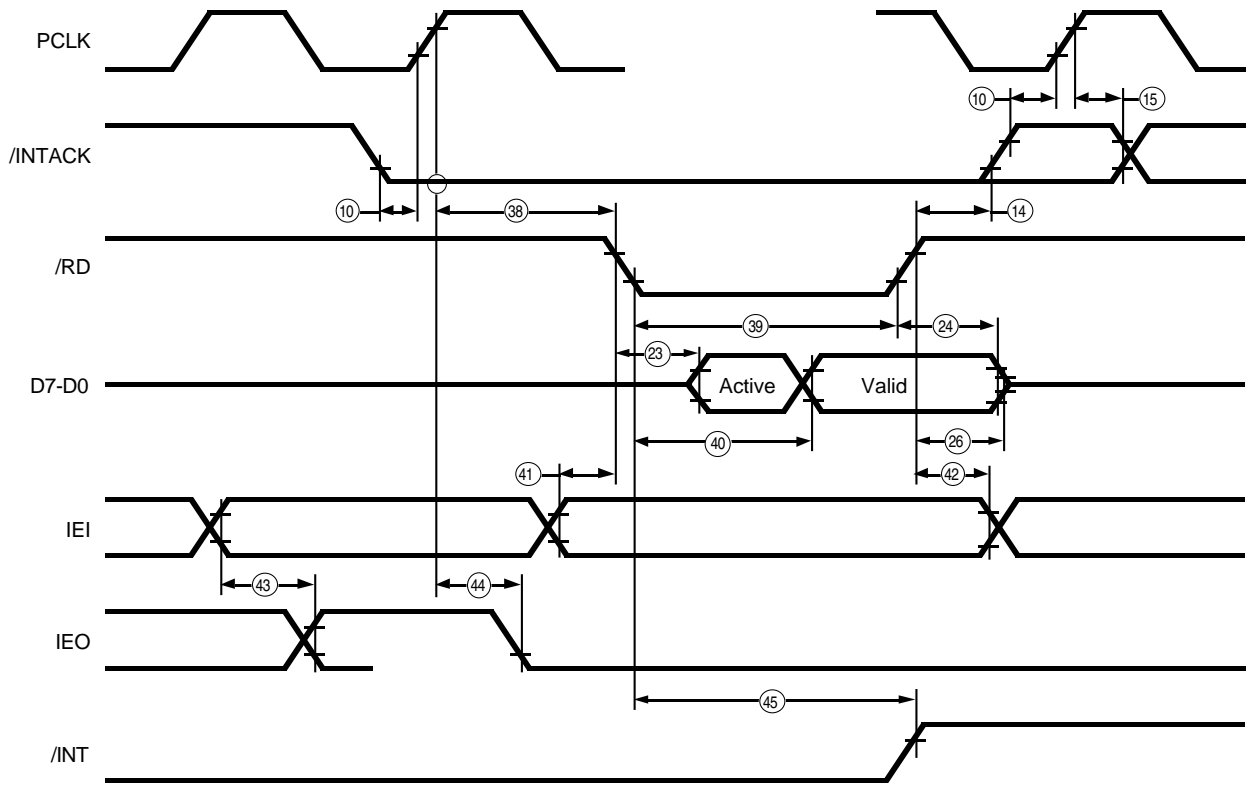 PCLK
10
15
/INTACK
10
38
14
/RD
39
24
23
D7-D0
Active
Valid
40
26
41
42
IEI
43
44
IEO
45
/INT